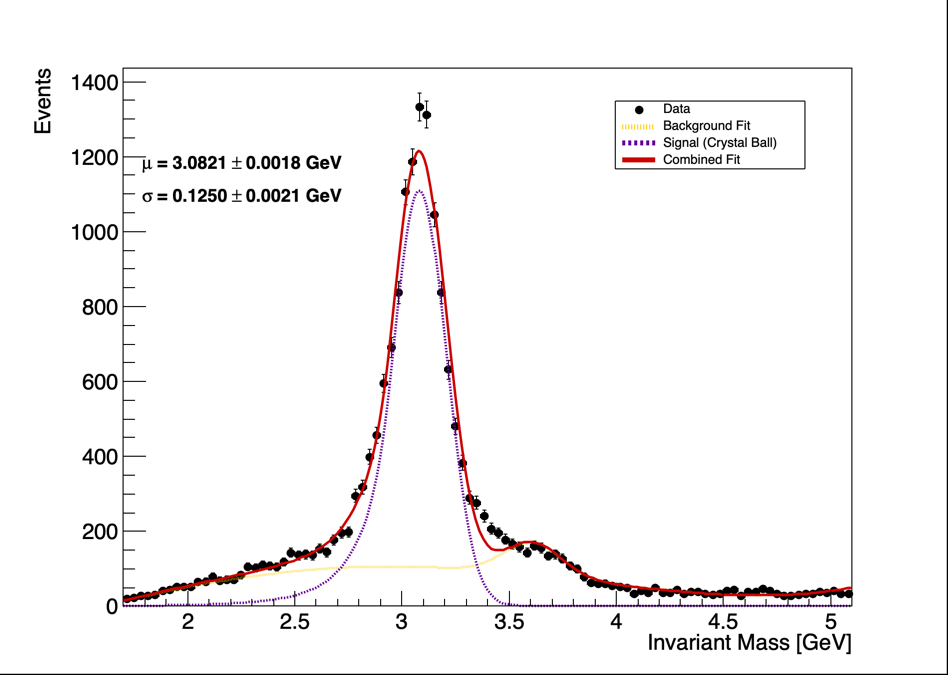 Events
1400
1200
1000
800
600
400
200
0
μ = 3.0821 ± 0.0018 GeV
σ = 0.1250 ± 0.0021 GeV
Data
Background Fit
Signal (Crystal Ball)
Combined Fit
2 2.5 3 3.5 4 4.5 5
Invariant Mass [GeV]